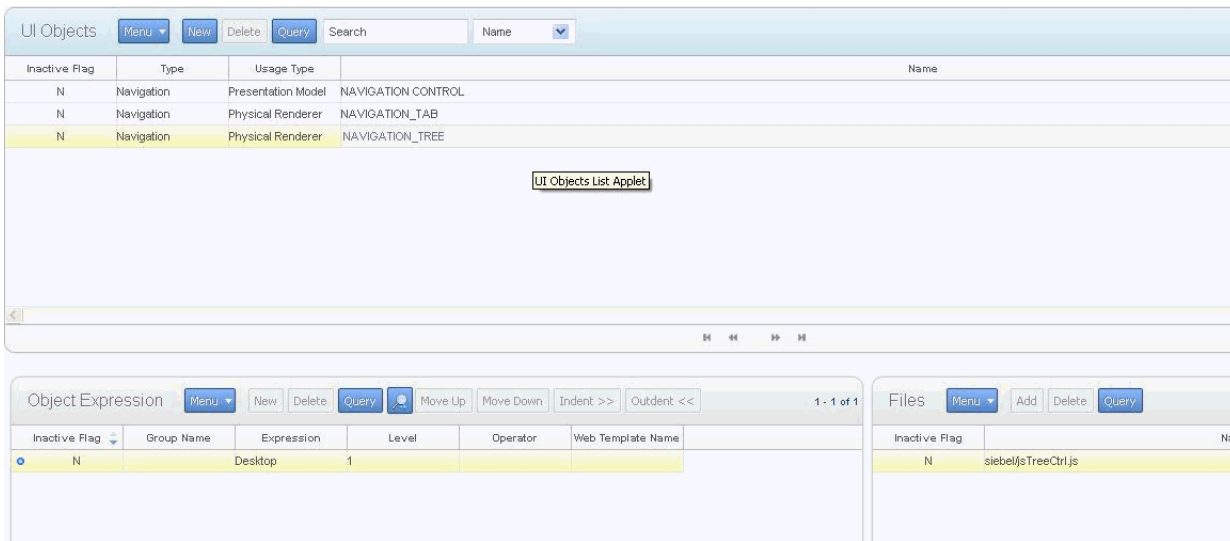 UI Objects Menu New Delete Query Search Name
Inactive Flag Type Usage Type Name
N Navigation Presentation Model NAVIGATION CONTROL
N Navigation Physical Renderer NAVIGATION_TAB
N Navigation Physical Renderer NAVIGATION_TREE
UI Objects List Applet
Object Expression Menu New Delete Query Move Up Move Down Indent >> Outdent << 1 - 1 of 1
Inactive Flag Group Name Expression Level Operator Web Template Name
N Desktop 1
Files Menu Add Delete Query
Inactive Flag
N siebel/jsTreeCtrl.js